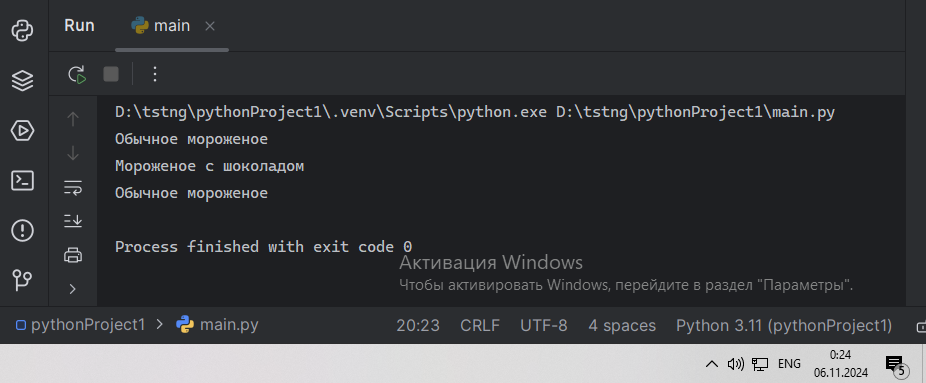 Run main
D:\tstng\pythonProject1\.venv\Scripts\python.exe D:\tstng\pythonProject1\main.py
Обычное мороженое
Мороженое с шоколадом
Обычное мороженое
Process finished with exit code 0
Активация Windows
Чтобы активировать Windows, перейдите в раздел "Параметры".
pythonProject1 > main.py 20:23 CRLF UTF-8 4 spaces Python 3.11 (pythonProject1)
ENG 0:24
06.11.2024 5